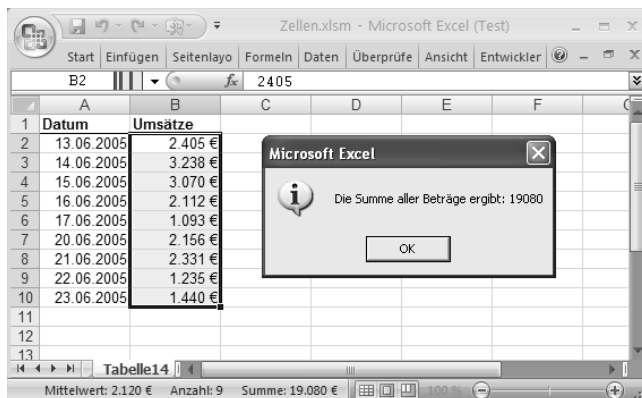 Zellen.xlsm - Microsoft Excel (Test)
Start Einfügen Seitenlayo Formeln Daten Überprüfe Ansicht Entwickler
B2 fx 2405
A B C D E F
1 Datum Umsätze
2 13.06.2005 2.405 €
3 14.06.2005 3.238 €
4 15.06.2005 3.070 €
5 16.06.2005 2.112 €
6 17.06.2005 1.093 €
7 20.06.2005 2.156 €
8 21.06.2005 2.331 €
9 22.06.2005 1.235 €
10 23.06.2005 1.440 €
11
12
13
Microsoft Excel
Die Summe aller Beträge ergibt: 19080
OK
Tabelle14
Mittelwert: 2.120 € Anzahl: 9 Summe: 19.080 € 100 %